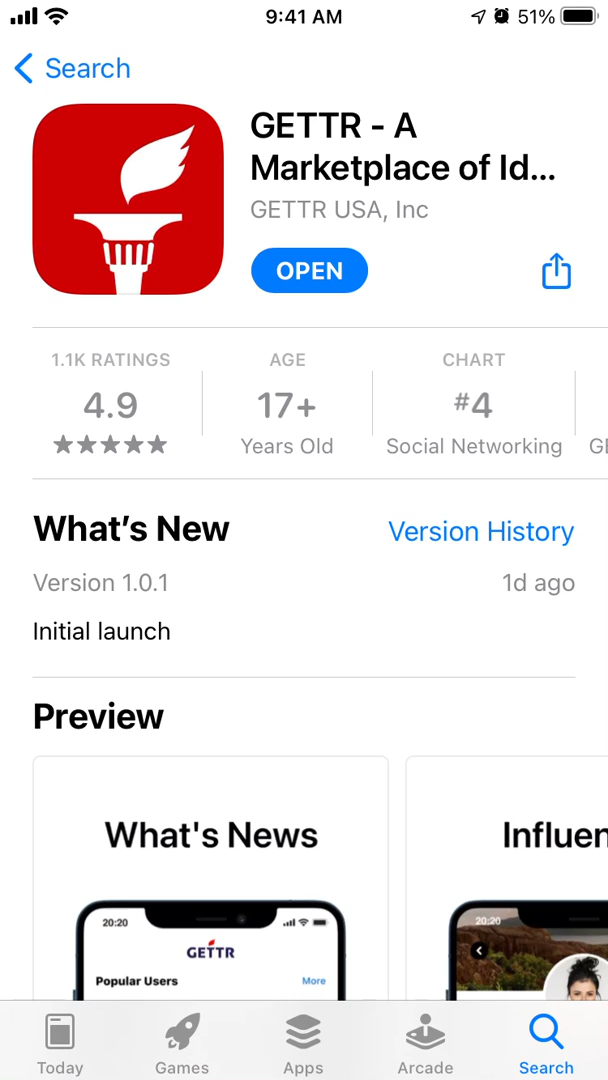 9:41 AM
51%
Search
GETTR - A
Marketplace of Id...
GETTR USA, Inc
OPEN
1.1K RATINGS
4.9
AGE
17+
Years Old
CHART
#4
Social Networking
What's New
Version History
Version 1.0.1
1d ago
Initial launch
Preview
What's News
20:20
GETTR
Popular Users
More
20:20
Today
Games
Apps
Arcade
Search